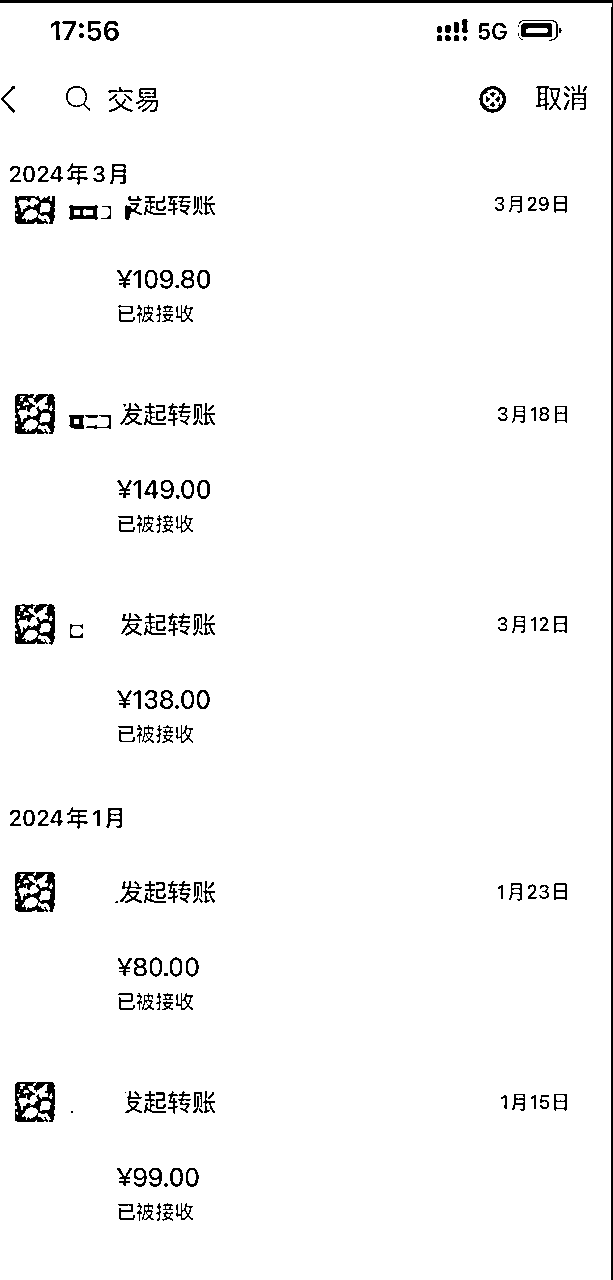 17:56 5G
交易 取消
2024年3月
发起转账 3月29日
¥109.80
已被接收
发起转账 3月18日
¥149.00
已被接收
发起转账 3月12日
¥138.00
已被接收
2024年1月
发起转账 1月23日
¥80.00
已被接收
发起转账 1月15日
¥99.00
已被接收